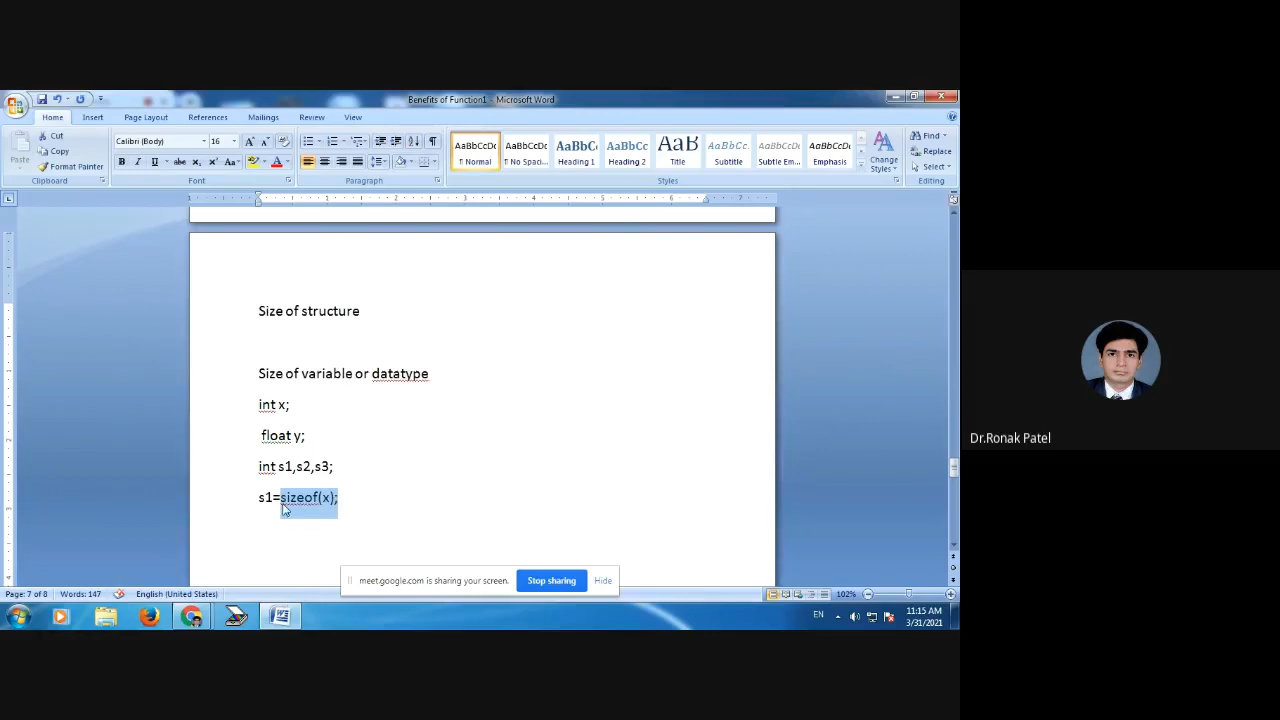 Benefits of Function1 - Microsoft Word
Home Insert Page Layout References Mailings Review View
Paste
Cut
Copy
Format Painter
Clipboard
Calibri (Body) 16
Font
Paragraph
AaBbCcDc AaBbCcDc AaBbC AaBbCc AaB AaBbCc. AaBbCcDc AaBbCcDc
¶ Normal ¶ No Spaci... Heading 1 Heading 2 Title Subtitle Subtle Em... Emphasis
Change Styles
Styles
Find
Replace
Select
Editing
Size of structure
Size of variable or datatype
int x;
float y;
int s1,s2,s3;
s1=sizeof(x);
meet.google.com is sharing your screen. Stop sharing Hide
Page: 7 of 8 Words: 147 English (United States) 102%
EN 11:15 AM
3/31/2021
Dr.Ronak Patel